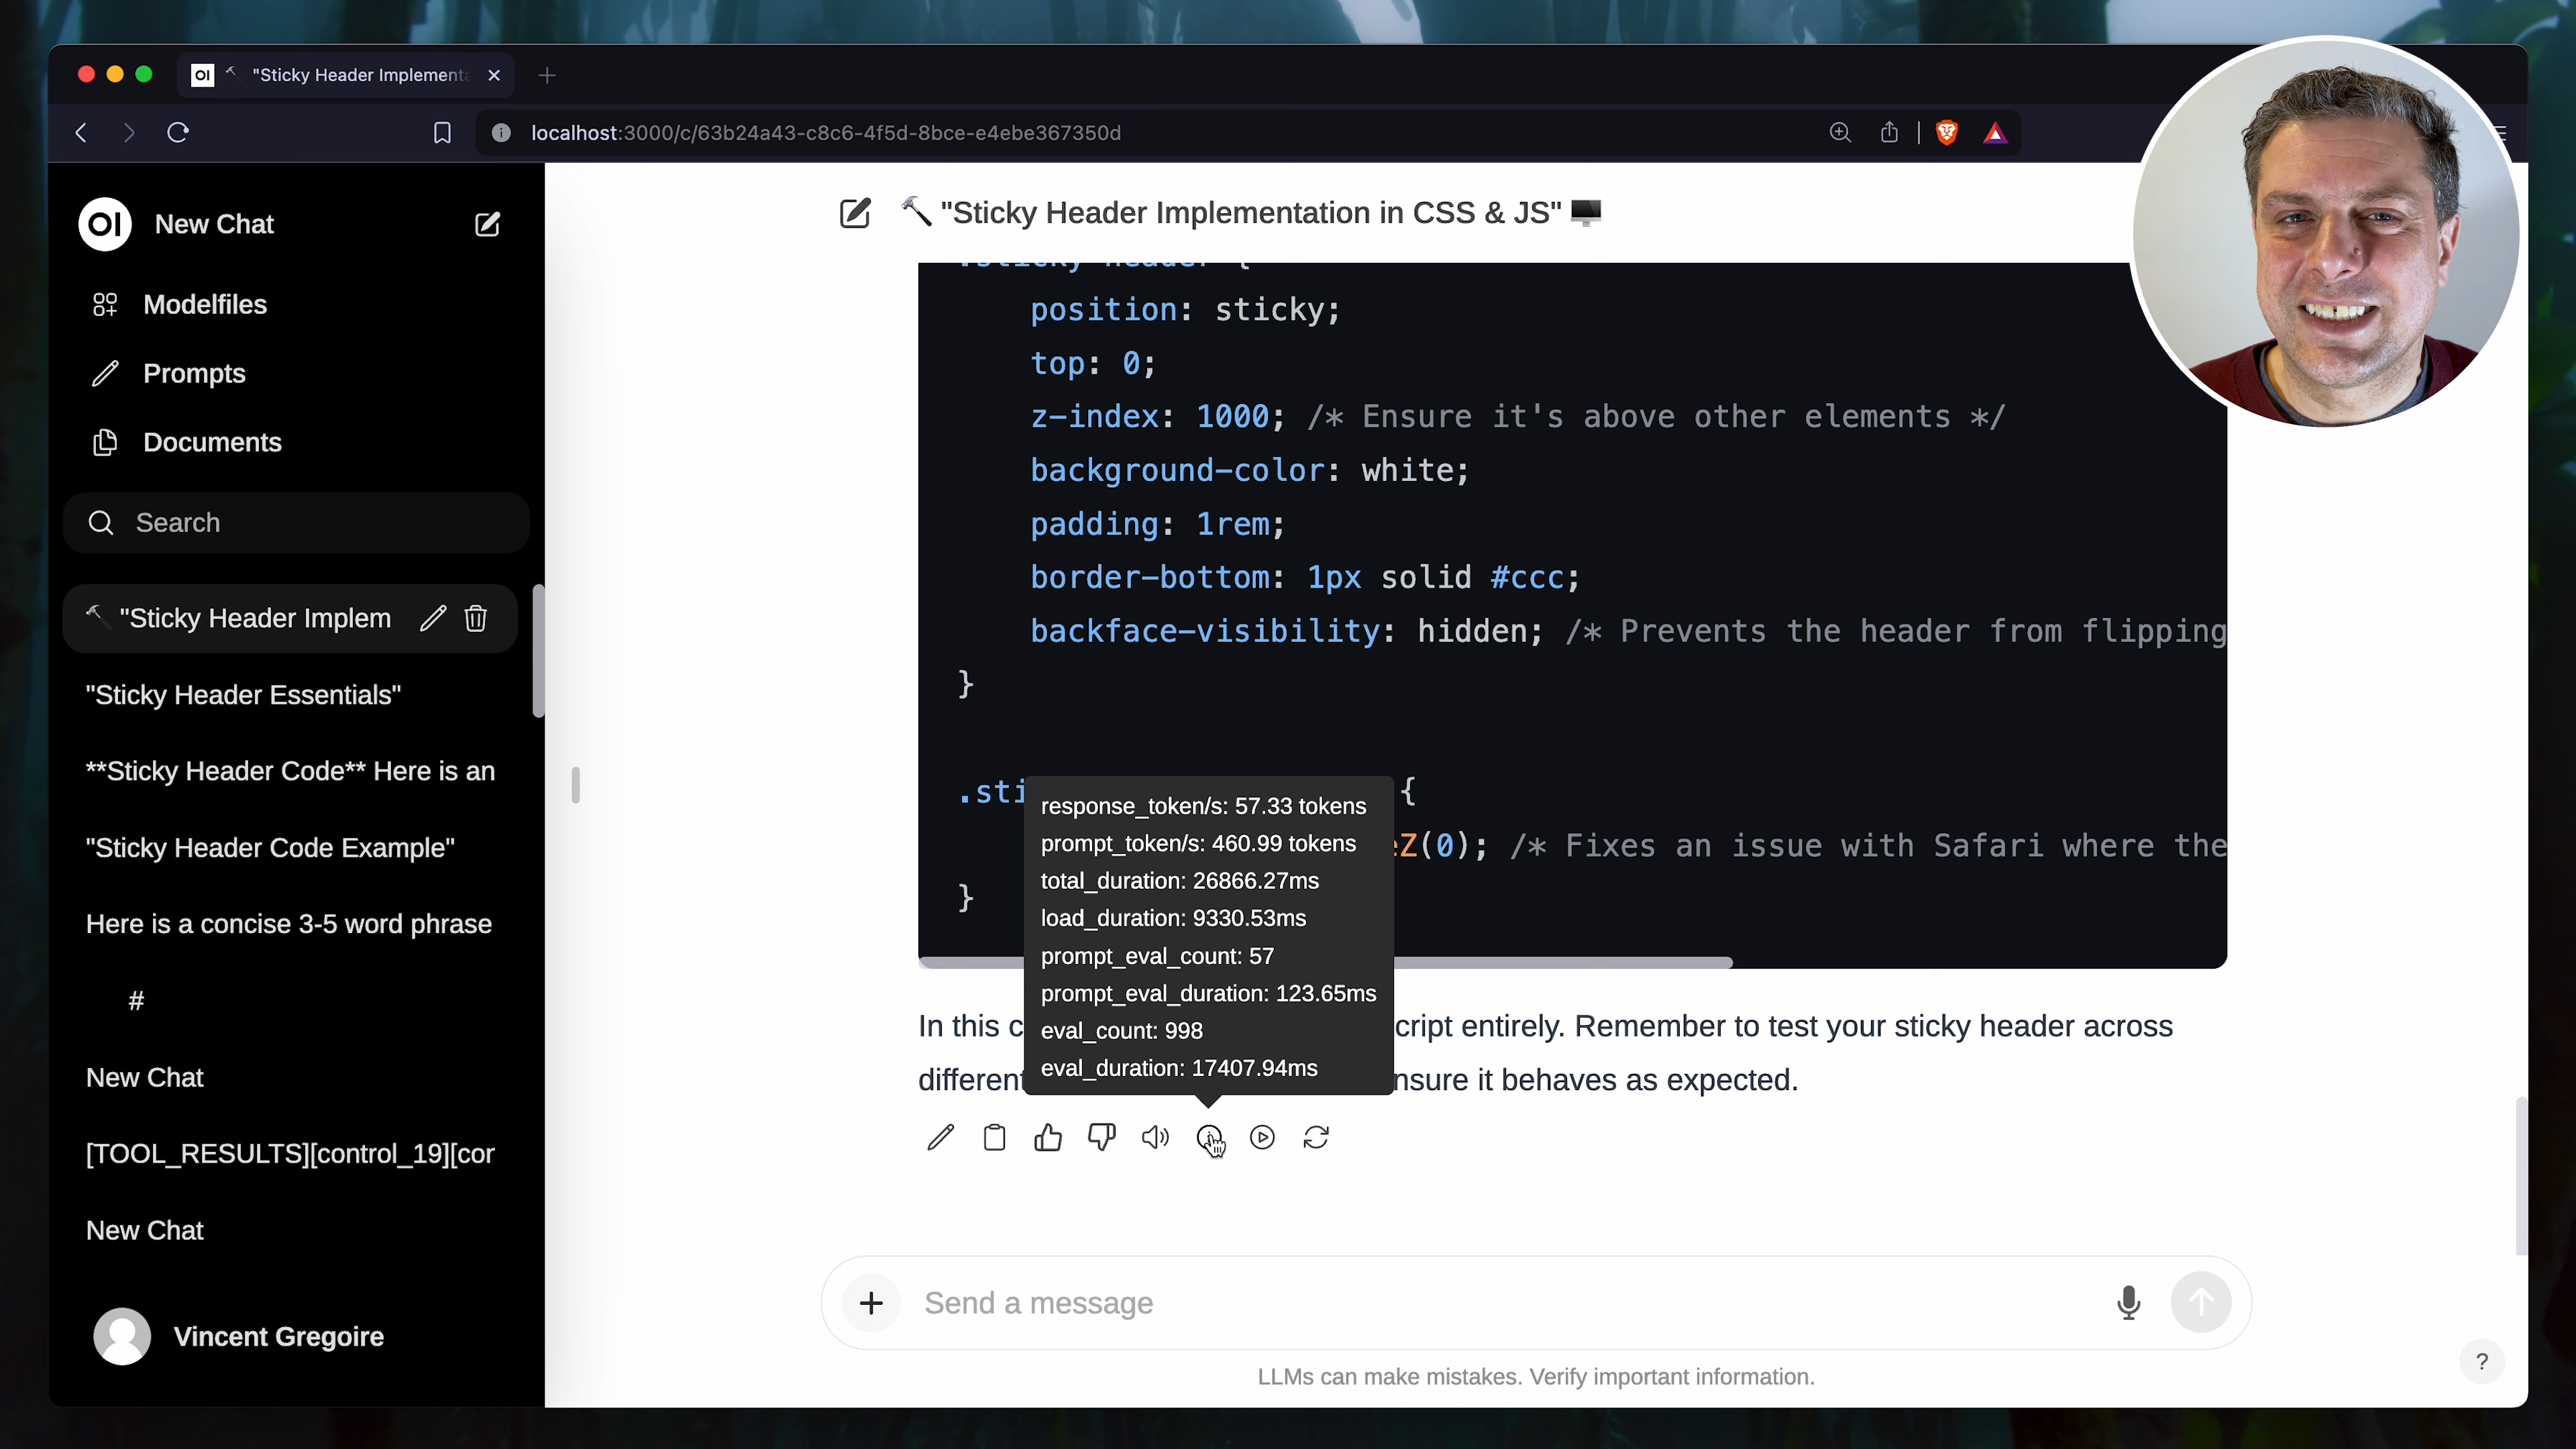 OI "Sticky Header Implementa
localhost:3000/c/63b24a43-c8c6-4f5d-8bce-e4ebe367350d
OI New Chat
Modelfiles
Prompts
Documents
Search
"Sticky Header Implem
"Sticky Header Essentials"
**Sticky Header Code** Here is an
"Sticky Header Code Example"
Here is a concise 3-5 word phrase
#
New Chat
[TOOL_RESULTS][control_19][cor
New Chat
Vincent Gregoire
"Sticky Header Implementation in CSS & JS"
.sticky-header {
position: sticky;
top: 0;
z-index: 1000; /* Ensure it's above other elements */
background-color: white;
padding: 1rem;
border-bottom: 1px solid #ccc;
backface-visibility: hidden; /* Prevents the header from flipping
}
.sti {
eZ(0); /* Fixes an issue with Safari where the
}
response_token/s: 57.33 tokens
prompt_token/s: 460.99 tokens
total_duration: 26866.27ms
load_duration: 9330.53ms
prompt_eval_count: 57
prompt_eval_duration: 123.65ms
eval_count: 998
eval_duration: 17407.94ms
In this c cript entirely. Remember to test your sticky header across
different nsure it behaves as expected.
Send a message
LLMs can make mistakes. Verify important information.
?